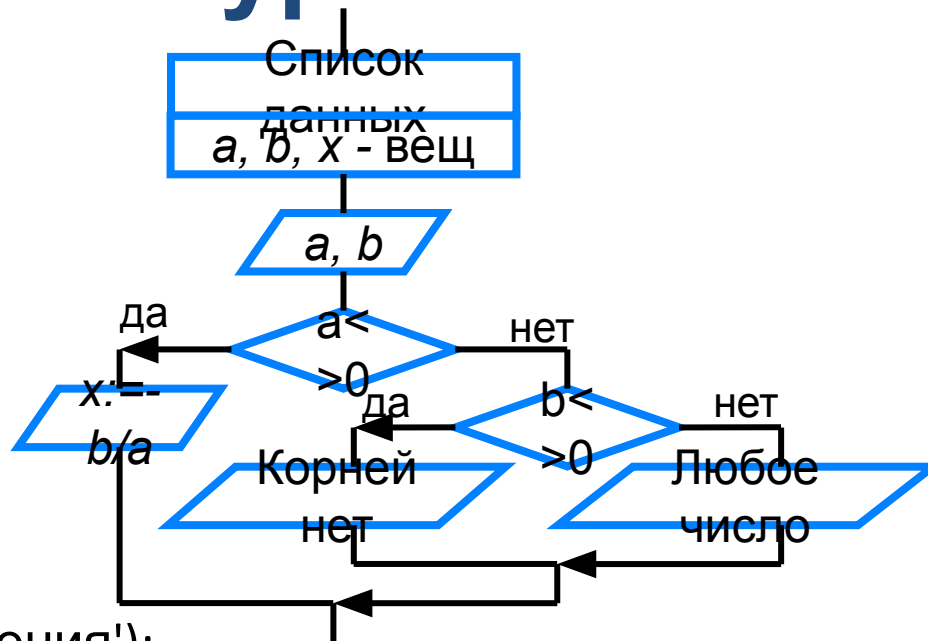 Список
данных
a, b, x - вещ
a, b
да
a<
>0
нет
x:=-
b/a
да
b<
>0
нет
Корней
нет
Любое
число
');